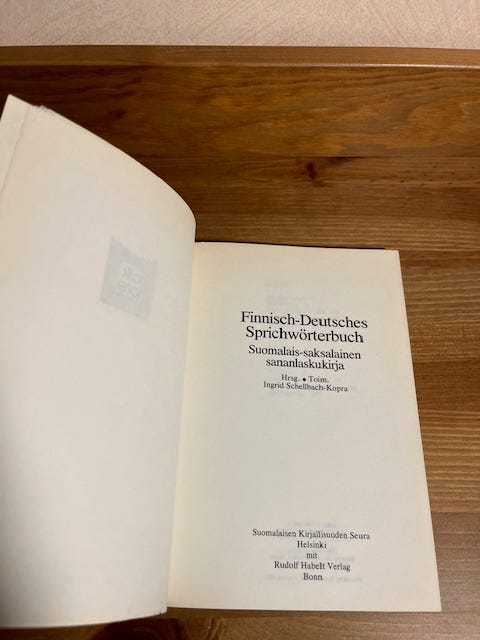 Finnisch-Deutsches
Sprichwörterbuch
Suomalais-saksalainen
sananlaskukirja
Hrsg. • Toim.
Ingrid Schellbach-Kopra
Suomalaisen Kirjallisuuden Seura
Helsinki
mit
Rudolf Habelt Verlag
Bonn